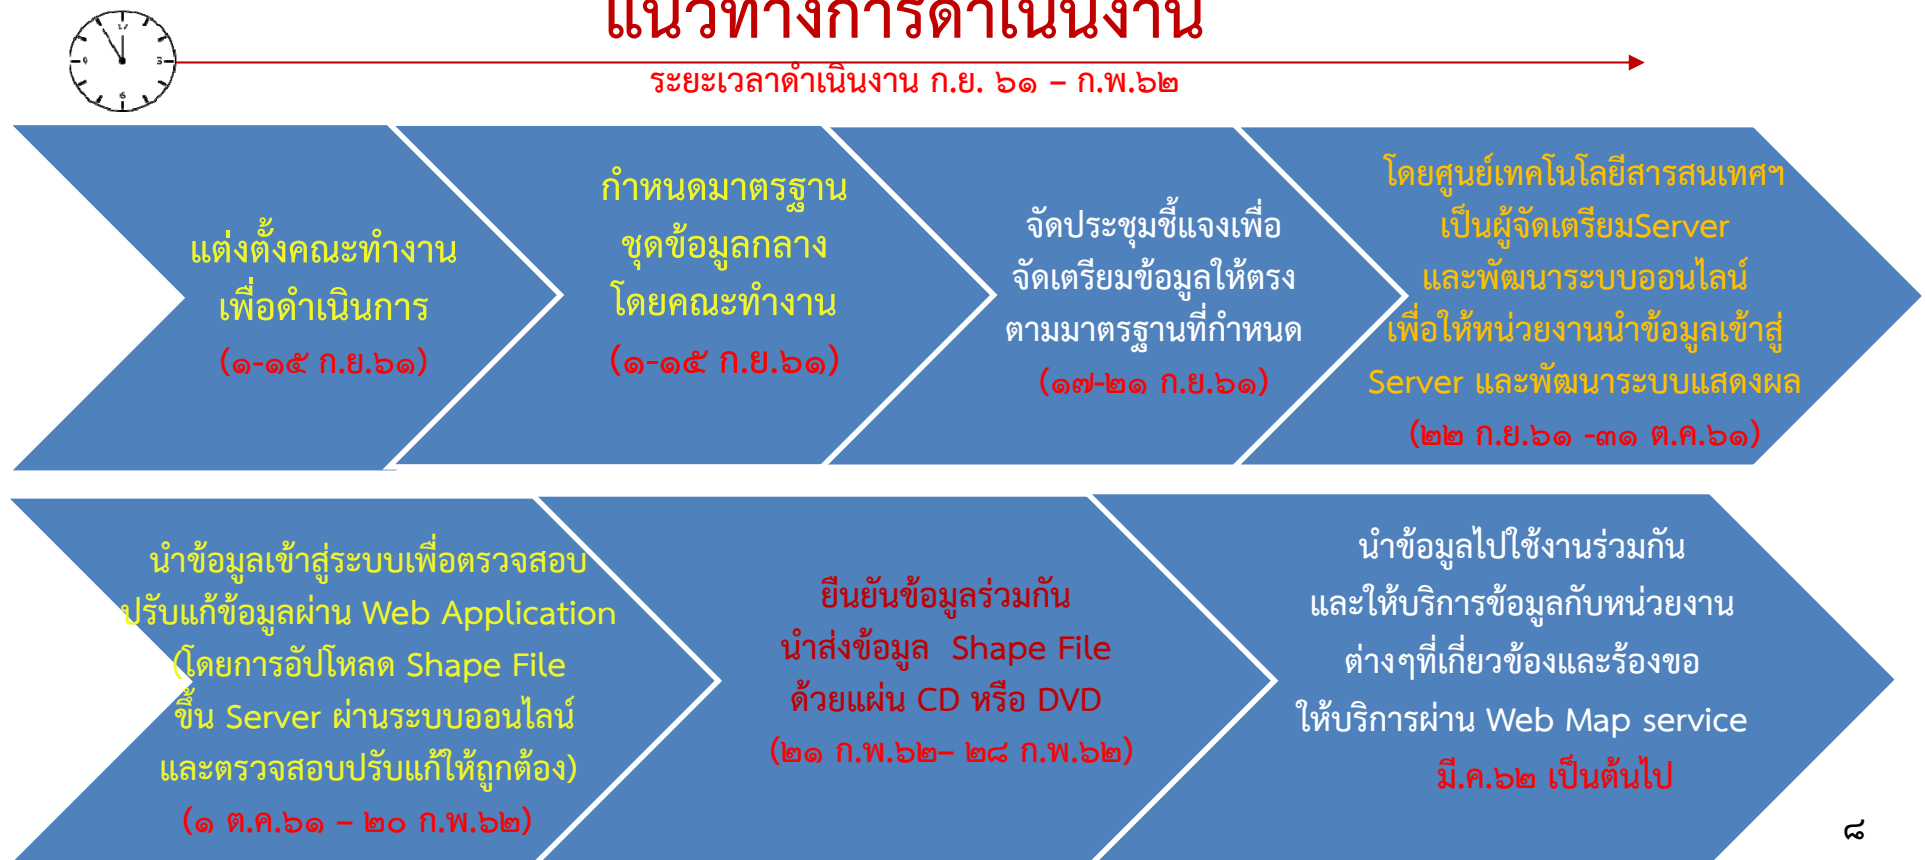 แนวทางการดำเนินงาน
ระยะเวลาดำเนินงาน ก.ย. ๖๑ – ก.พ.๖๒
แต่งตั้งคณะทำงาน
เพื่อดำเนินการ
(๑-๑๕ ก.ย.๖๑)
กำหนดมาตรฐาน
ชุดข้อมูลกลาง
โดยคณะทำงาน
(๑-๑๕ ก.ย.๖๑)
จัดประชุมชี้แจงเพื่อ
จัดเตรียมข้อมูลให้ตรง
ตามมาตรฐานที่กำหนด
(๑๗-๒๑ ก.ย.๖๑)
โดยศูนย์เทคโนโลยีสารสนเทศฯ
เป็นผู้จัดเตรียมServer
และพัฒนาระบบออนไลน์
เพื่อให้หน่วยงานนำข้อมูลเข้าสู่
Server และพัฒนาระบบแสดงผล
(๒๒ ก.ย.๖๑ -๓๑ ต.ค.๖๑)
นำข้อมูลเข้าสู่ระบบเพื่อตรวจสอบ
ปรับแก้ข้อมูลผ่าน Web Application
(โดยการอัปโหลด Shape File
ขึ้น Server ผ่านระบบออนไลน์
และตรวจสอบปรับแก้ให้ถูกต้อง)
(๑ ต.ค.๖๑ – ๒๐ ก.พ.๖๒)
ยืนยันข้อมูลร่วมกัน
นำส่งข้อมูล Shape File
ด้วยแผ่น CD หรือ DVD
(๒๑ ก.พ.๖๒– ๒๘ ก.พ.๖๒)
นำข้อมูลไปใช้งานร่วมกัน
และให้บริการข้อมูลกับหน่วยงาน
ต่างๆที่เกี่ยวข้องและร้องขอ
ให้บริการผ่าน Web Map service
มี.ค.๖๒ เป็นต้นไป
๘